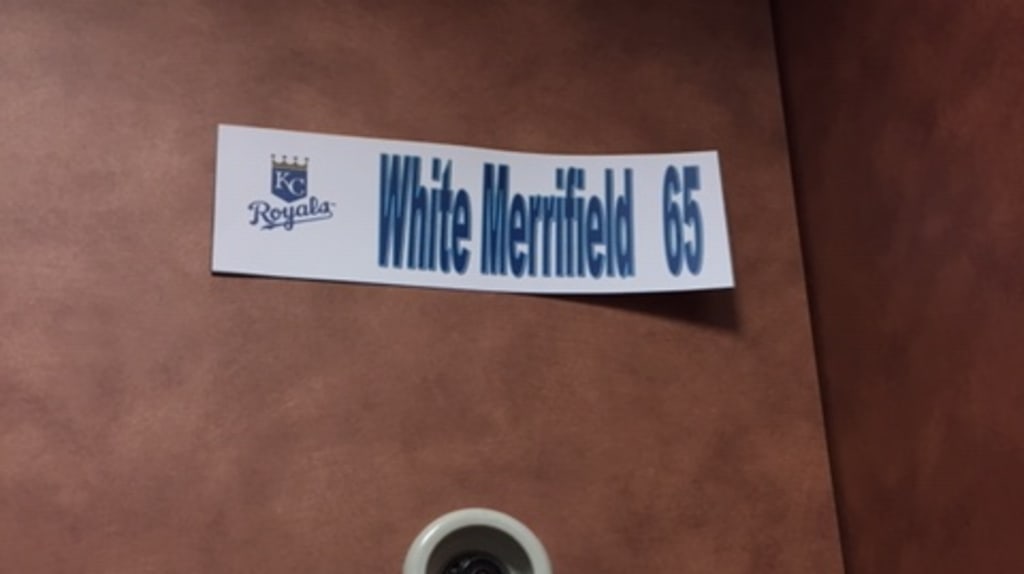 KC
Royals
White Merrifield 65